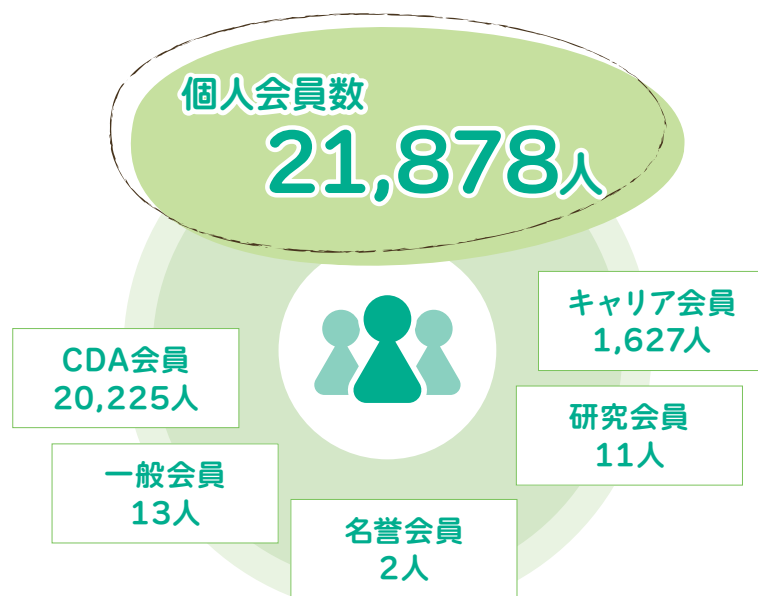 個人会員数
21,878人
キャリア会員
1,627人
CDA会員
20,225人
研究会員
11人
一般会員
13人
名誉会員
2人